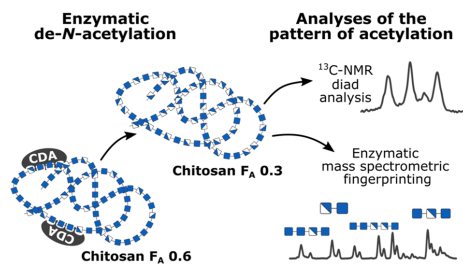 Enzymatic
de-N-acetylation
Analyses of the
pattern of acetylation
¹³C-NMR
diad
analysis
Chitosan FA 0.3
Enzymatic
mass spectrometric
fingerprinting
CDA
CDA
Chitosan FA 0.6